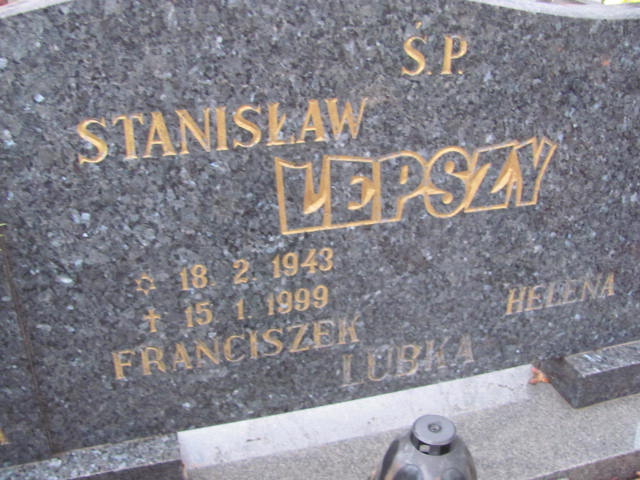 Ś.P.
STANISŁAW
LEPSZY
✡ 18. 2. 1943
✝ 15. 1. 1999
FRANCISZEK HELENA
LUBKA